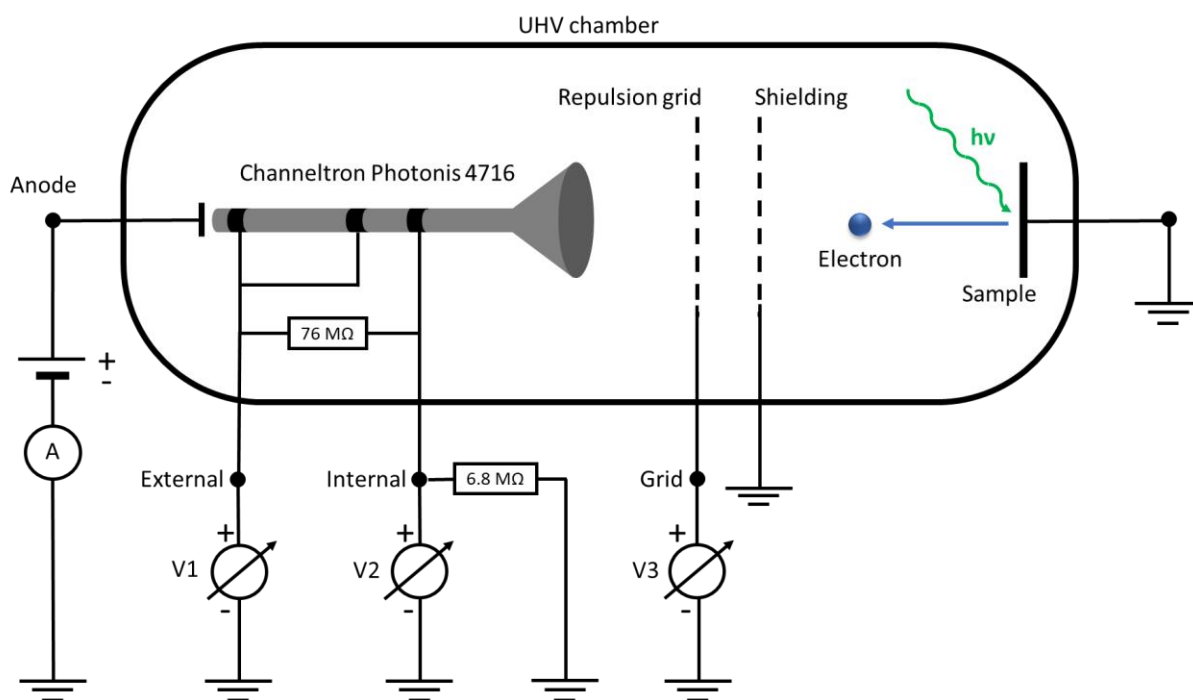 UHV chamber
Repulsion grid
Shielding
hν
Channeltron Photonis 4716
Anode
Electron
Sample
76 MΩ
+
-
A
External
Internal
6.8 MΩ
Grid
+
+
+
V1
V2
V3
-
-
-